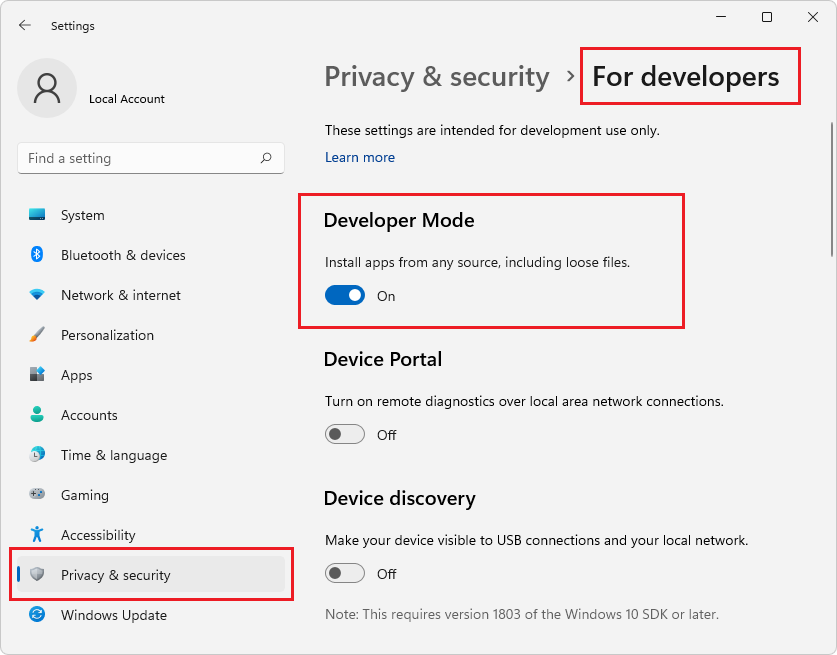 Settings
Local Account
Find a setting
System
Bluetooth & devices
Network & internet
Personalization
Apps
Accounts
Time & language
Gaming
Accessibility
Privacy & security
Windows Update
Privacy & security › For developers
These settings are intended for development use only.
Learn more
Developer Mode
Install apps from any source, including loose files.
On
Device Portal
Turn on remote diagnostics over local area network connections.
Off
Device discovery
Make your device visible to USB connections and your local network.
Off
Note: This requires version 1803 of the Windows 10 SDK or later.